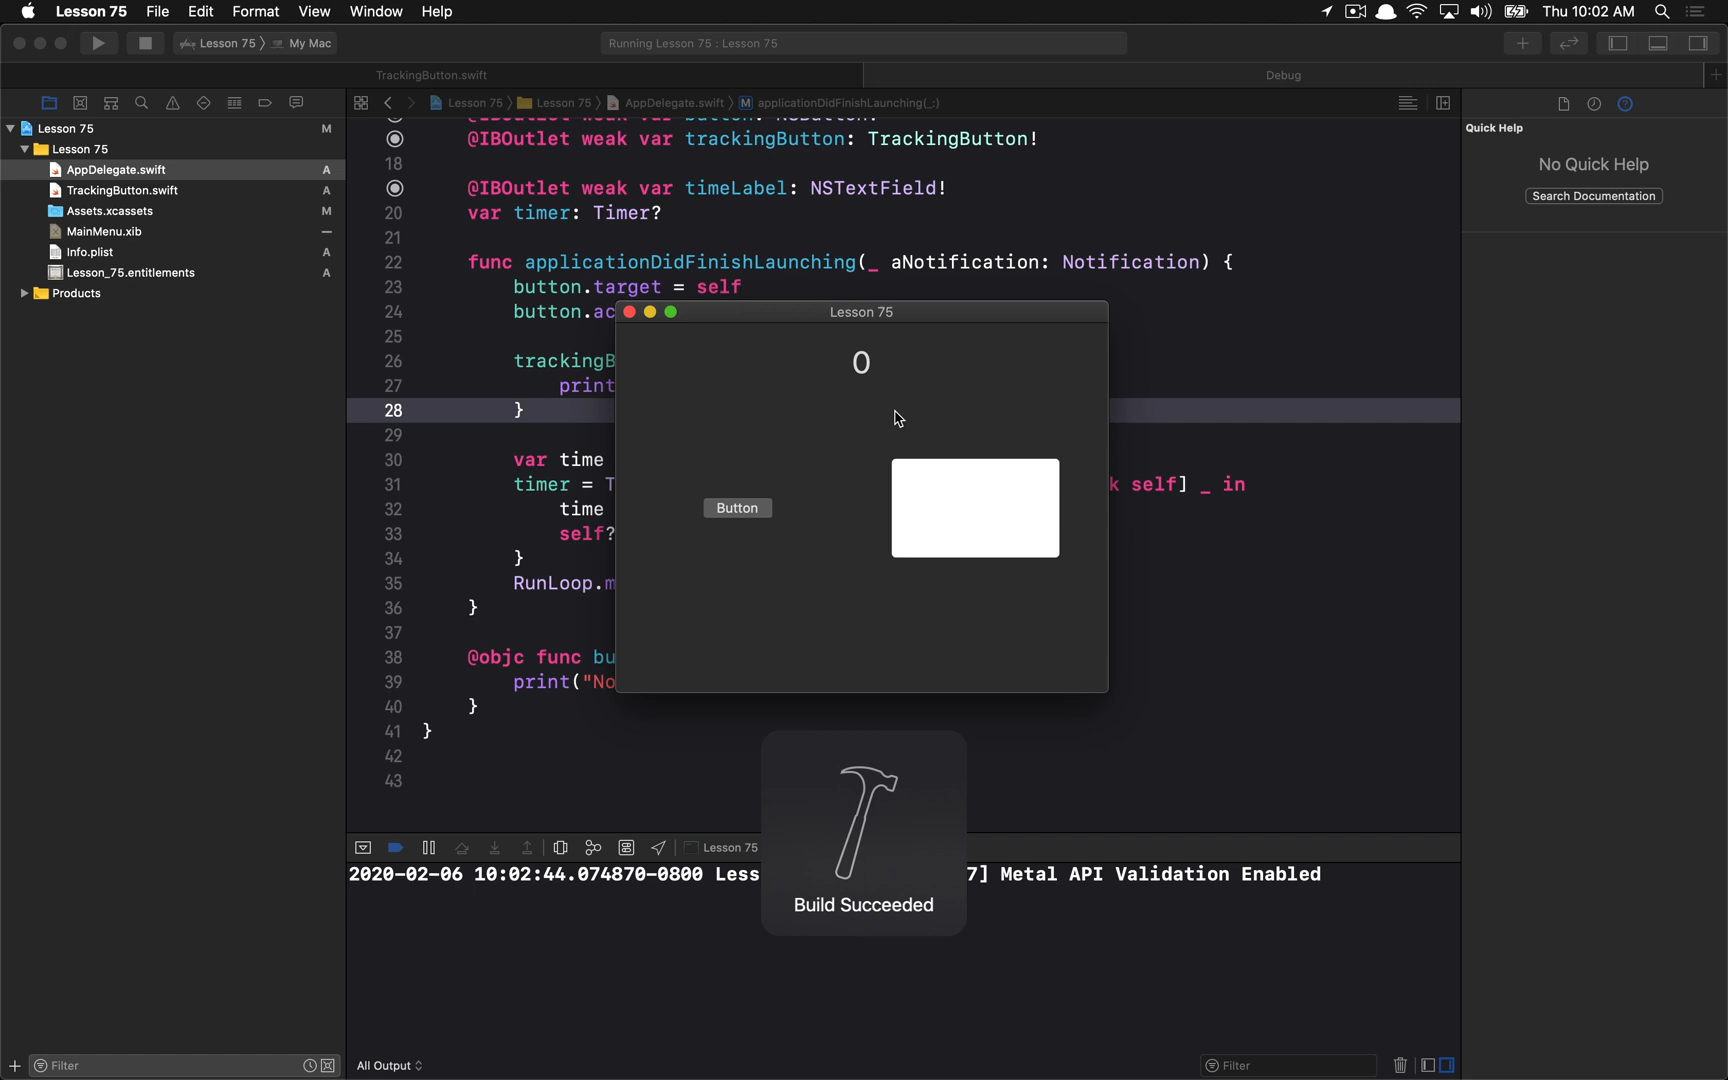 Lesson 75 File Edit Format View Window Help Thu 10:02 AM
Lesson 75 My Mac Running Lesson 75 : Lesson 75
TrackingButton.swift Debug
Lesson 75 Lesson 75 AppDelegate.swift M applicationDidFinishLaunching(_:)
Lesson 75 M
Lesson 75
AppDelegate.swift A
TrackingButton.swift A
Assets.xcassets M
MainMenu.xib
Info.plist A
Lesson_75.entitlements A
Products
@IBOutlet weak var trackingButton: TrackingButton!
18
@IBOutlet weak var timeLabel: NSTextField!
20 var timer: Timer?
21
22 func applicationDidFinishLaunching(_ aNotification: Notification) {
23 button.target = self
24 button.ac
25
26 trackingB
27 print
28 }
29
30 var time
31 timer = T k self] _ in
32 time
33 self?
34 }
35 RunLoop.m
36 }
37
38 @objc func bu
39 print("No
40 }
41 }
42
43
Lesson 75
0
Button
Build Succeeded
Lesson 75
2020-02-06 10:02:44.074870-0800 Less 7] Metal API Validation Enabled
Filter All Output Filter
Quick Help
No Quick Help
Search Documentation